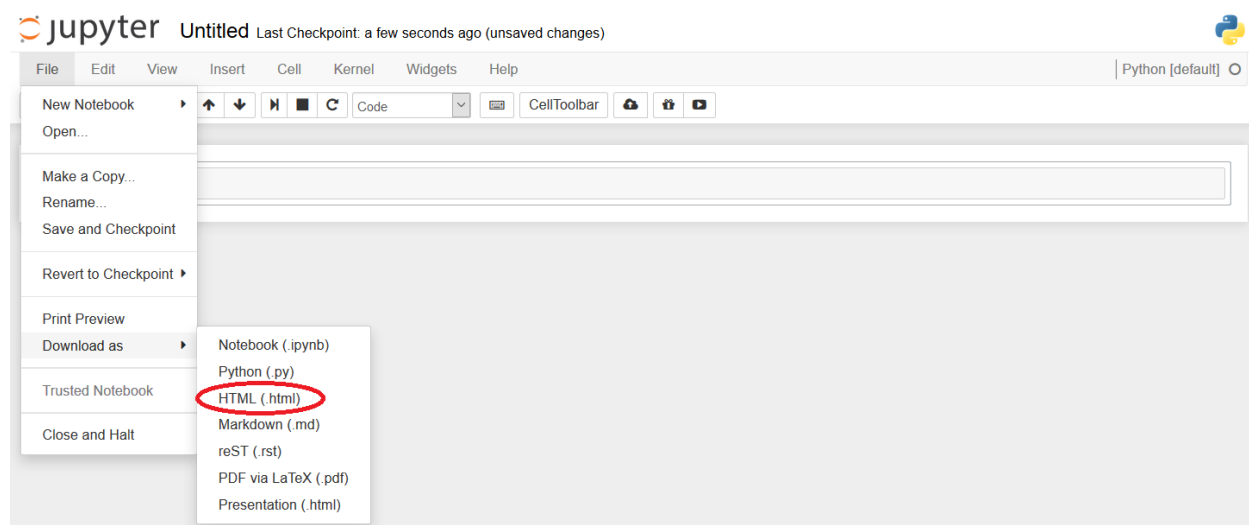 jupyter Untitled Last Checkpoint: a few seconds ago (unsaved changes)
File Edit View Insert Cell Kernel Widgets Help Python [default]
Code CellToolbar
New Notebook
Open...
Make a Copy...
Rename...
Save and Checkpoint
Revert to Checkpoint
Print Preview
Download as
Trusted Notebook
Close and Halt
Notebook (.ipynb)
Python (.py)
HTML (.html)
Markdown (.md)
reST (.rst)
PDF via LaTeX (.pdf)
Presentation (.html)